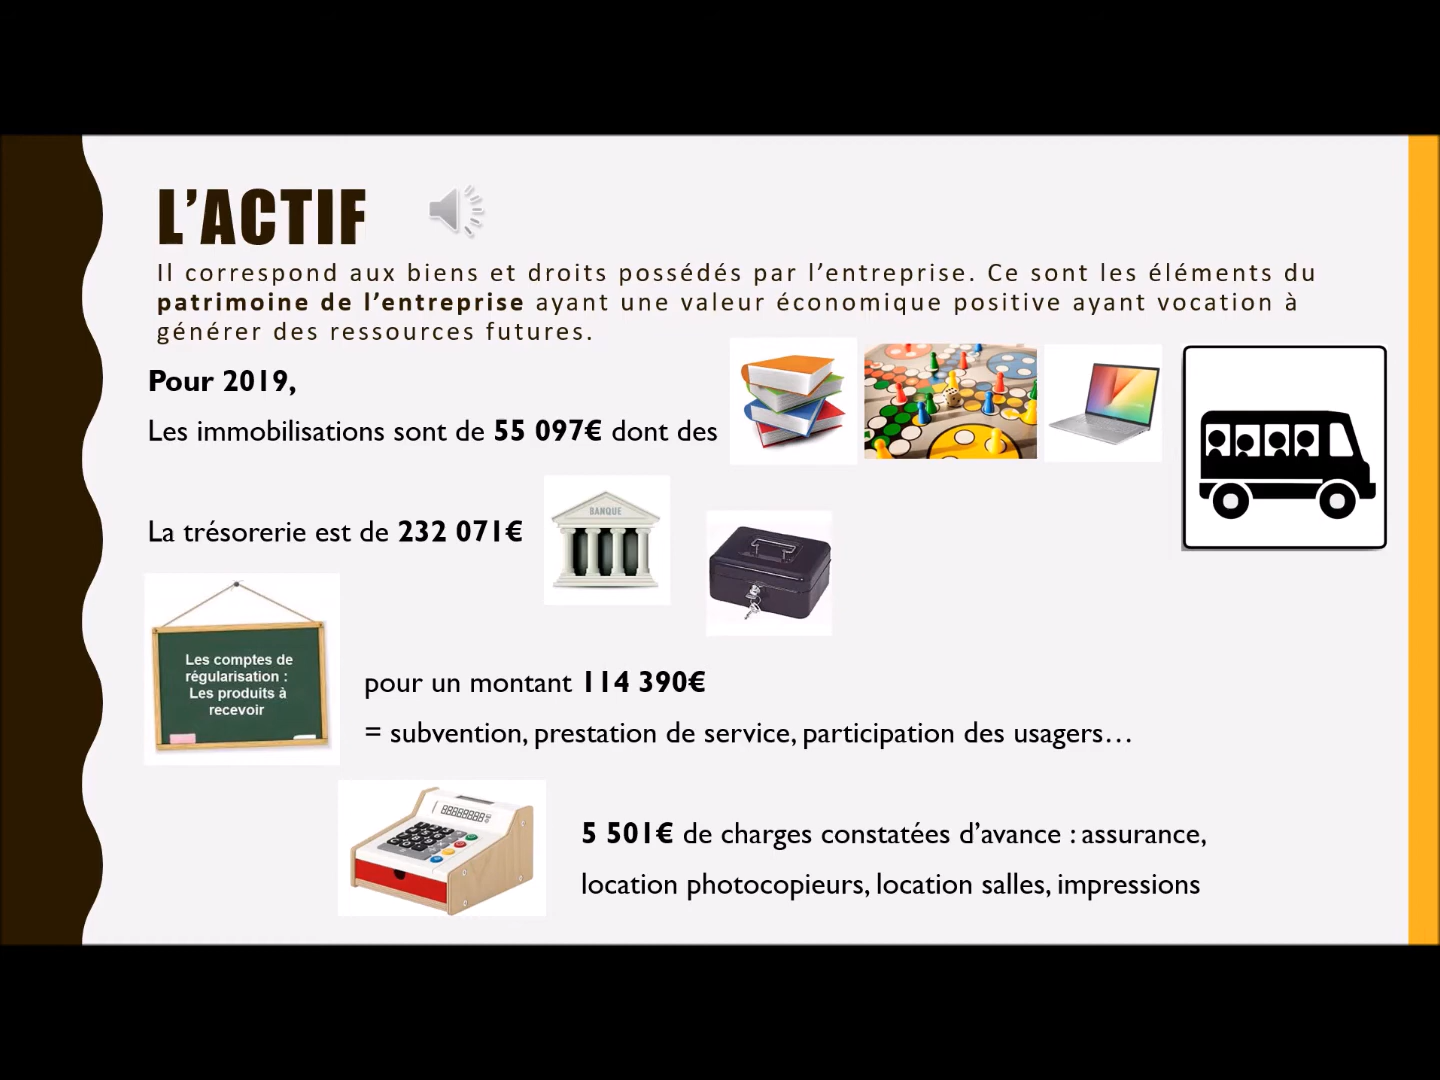 L'ACTIF
Il correspond aux biens et droits possédés par l'entreprise. Ce sont les éléments du
patrimoine de l'entreprise ayant une valeur économique positive ayant vocation à
générer des ressources futures.
Pour 2019,
Les immobilisations sont de 55 097€ dont des
La trésorerie est de 232 071€
BANQUE
Les comptes de
régularisation :
Les produits à
recevoir
pour un montant 114 390€
= subvention, prestation de service, participation des usagers…
5 501€ de charges constatées d'avance : assurance,
location photocopieurs, location salles, impressions